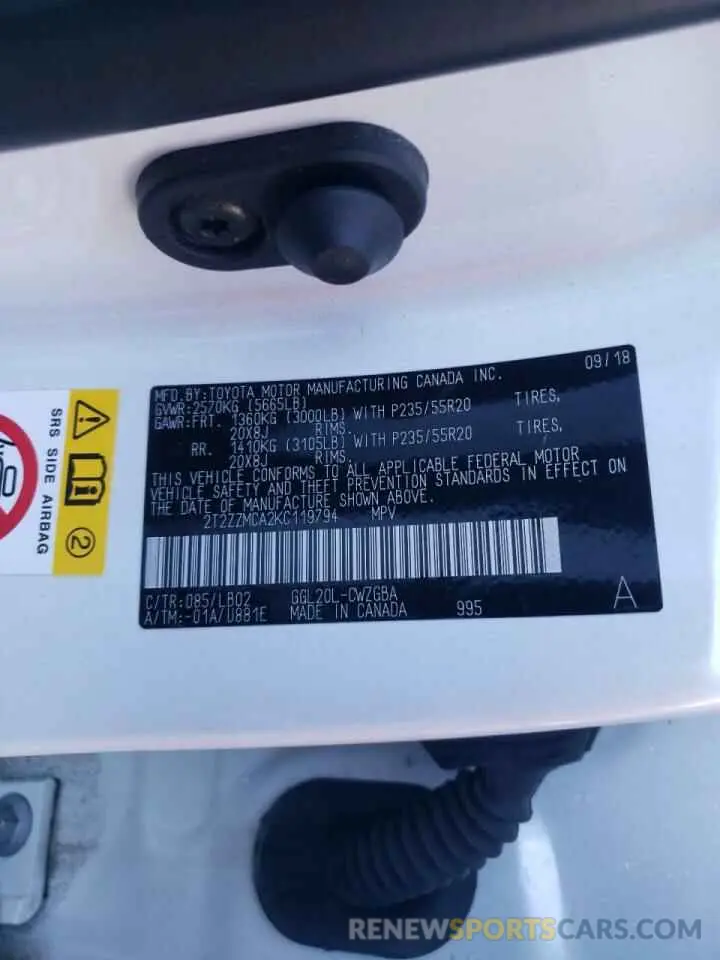 09/18
MFD.BY:TOYOTA MOTOR MANUFACTURING CANADA INC.
GVWR:2570KG (5665LB)
GAWR:FRT. 1360KG (3000LB) WITH P235/55R20 TIRES,
20X8J RIMS.
RR. 1410KG (3105LB) WITH P235/55R20 TIRES,
20X8J RIMS.
THIS VEHICLE CONFORMS TO ALL APPLICABLE FEDERAL MOTOR
VEHICLE SAFETY AND THEFT PREVENTION STANDARDS IN EFFECT ON
THE DATE OF MANUFACTURE SHOWN ABOVE.
2T2ZZMCA2KC119794 MPV
C/TR:085/LB02 GGL20L-CWZGBA
A/TM:-01A/U881E MADE IN CANADA 995 A
SRS SIDE AIRBAG
2
RENEWSPORTSCARS.COM